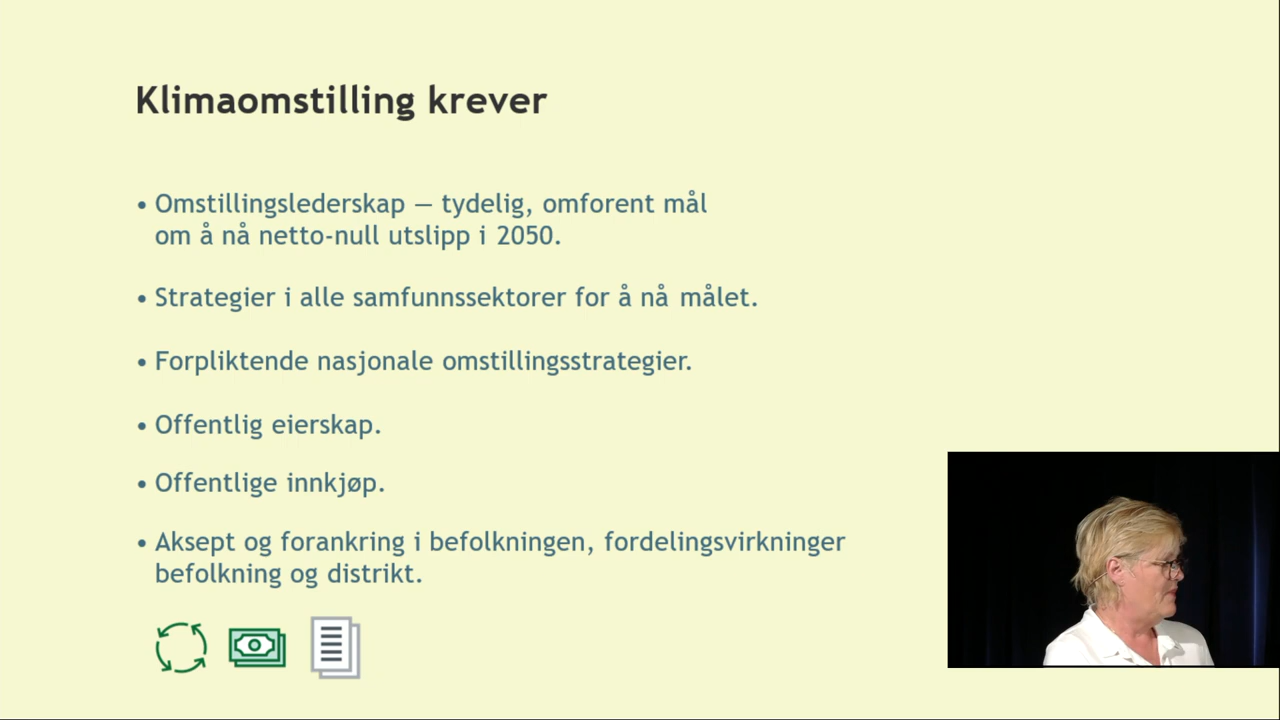 Klimaomstilling krever
• Omstillingslederskap — tydelig, omforent mål
om å nå netto-null utslipp i 2050.
• Strategier i alle samfunnssektorer for å nå målet.
• Forpliktende nasjonale omstillingsstrategier.
• Offentlig eierskap.
• Offentlige innkjøp.
• Aksept og forankring i befolkningen, fordelingsvirkninger
befolkning og distrikt.